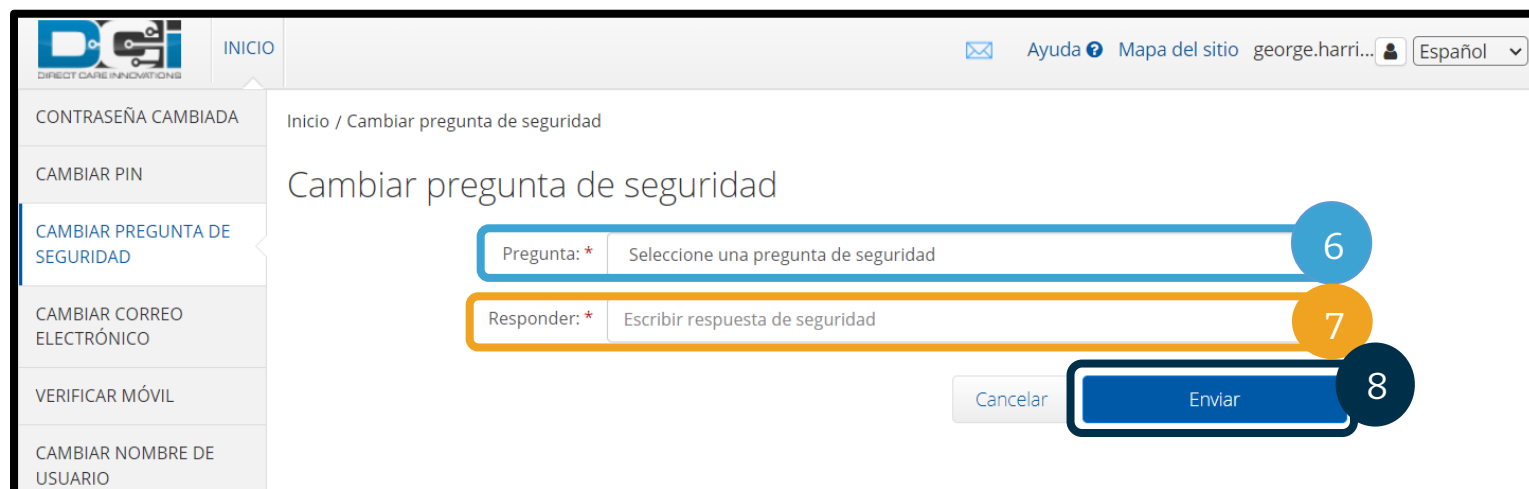 DCi
DIRECT CARE INNOVATIONS
INICIO
Ayuda ? Mapa del sitio george.harri... Español
CONTRASEÑA CAMBIADA
CAMBIAR PIN
CAMBIAR PREGUNTA DE
SEGURIDAD
CAMBIAR CORREO
ELECTRÓNICO
VERIFICAR MÓVIL
CAMBIAR NOMBRE DE
USUARIO
Inicio / Cambiar pregunta de seguridad
Cambiar pregunta de seguridad
Pregunta: * Seleccione una pregunta de seguridad 6
Responder: * Escribir respuesta de seguridad 7
Cancelar Enviar 8